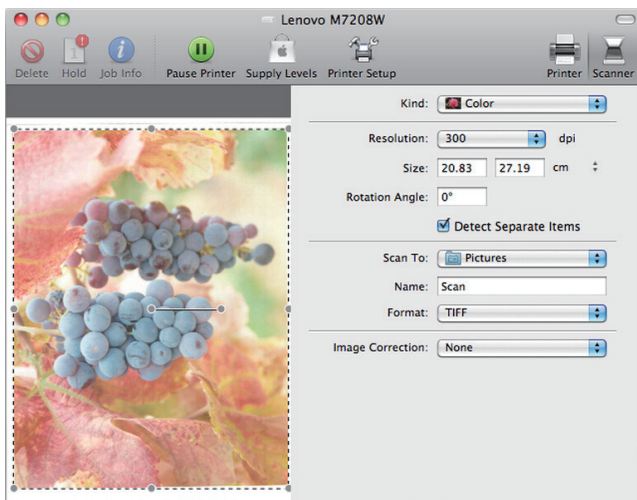 Lenovo M7208W
Delete Hold Job Info Pause Printer Supply Levels Printer Setup Printer Scanner
Kind: Color
Resolution: 300 dpi
Size: 20.83 27.19 cm
Rotation Angle: 0°
Detect Separate Items
Scan To: Pictures
Name: Scan
Format: TIFF
Image Correction: None